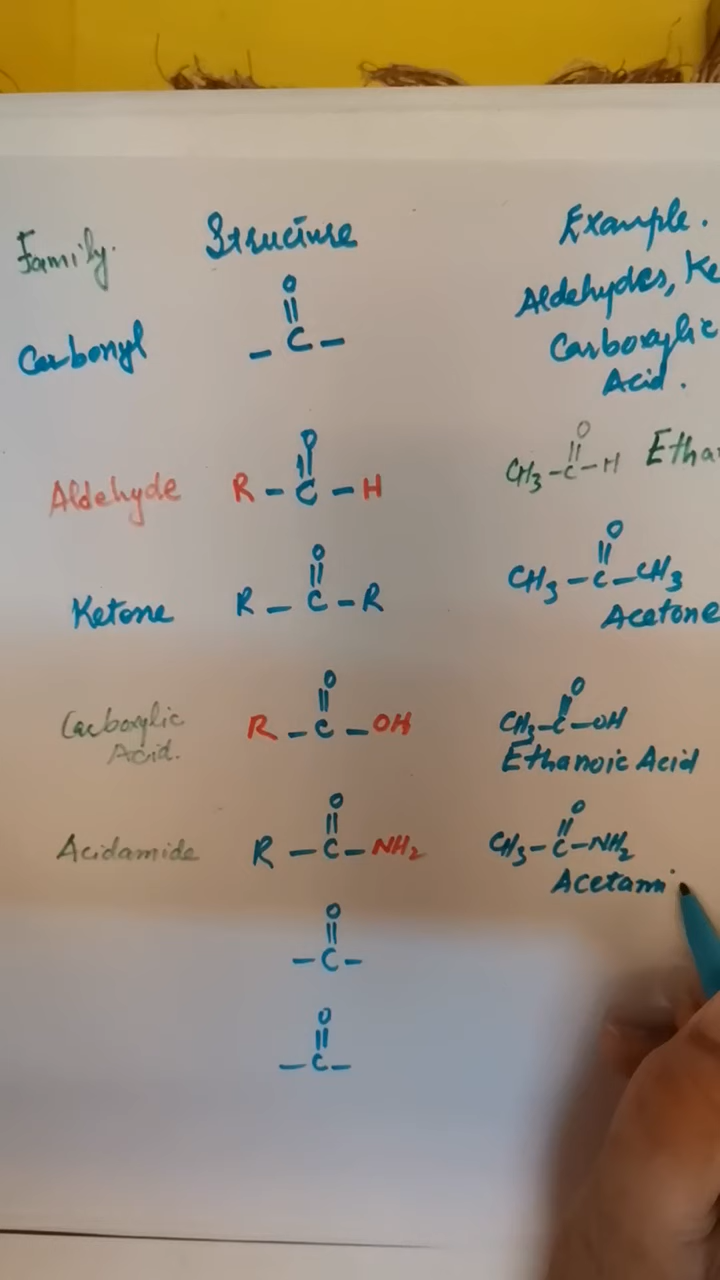 Family. Structure Example.
O Aldehydes, Ke
||
Carbonyl – C – Carboxylic
Acid.
O O
|| ||
Aldehyde R – C – H CH3 – C – H Etha
O O
|| ||
Ketone R – C – R CH3 – C – CH3
Acetone
O O
|| ||
Carboxylic R – C – OH CH3 – C – OH
Acid. Ethanoic Acid
O O
|| ||
Acidamide R – C – NH2 CH3 – C – NH2
Acetami
O
||
– C –
O
||
– C –